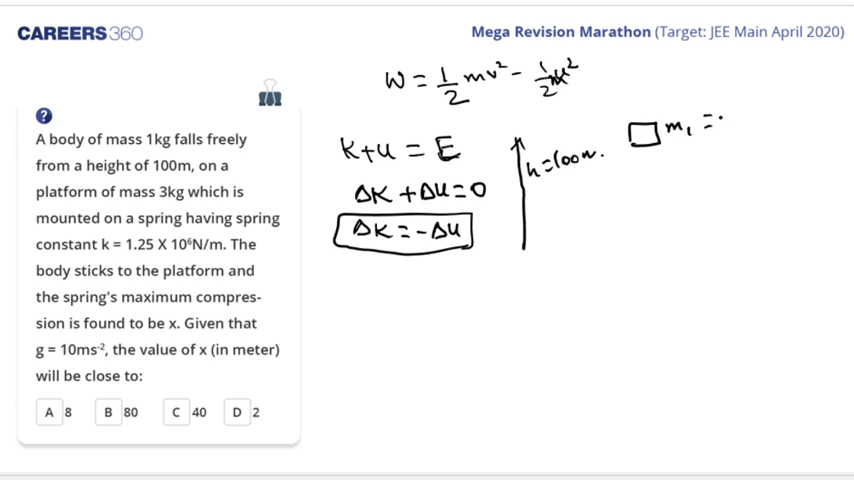 CAREERS360
Mega Revision Marathon (Target: JEE Main April 2020)
?
A body of mass 1kg falls freely
from a height of 100m, on a
platform of mass 3kg which is
mounted on a spring having spring
constant k = 1.25 X 10⁶N/m. The
body sticks to the platform and
the spring's maximum compres-
sion is found to be x. Given that
g = 10ms⁻², the value of x (in meter)
will be close to:
A 8 B 80 C 40 D 2
W = 1/2 mv² - 1/2 mu²
K+U = E
ΔK + ΔU = 0
ΔK = -ΔU
h=100m.
m₁ =